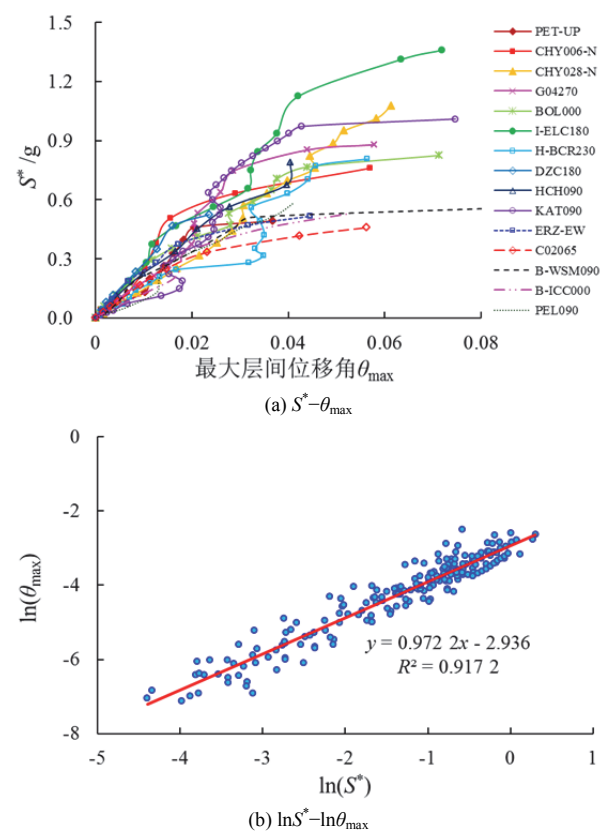 1.5
1.2
0.9
0.6
0.3
0.0
S*/g
0
0.02
0.04
0.06
0.08
最大层间位移角θmax
PET-UP
CHY006-N
CHY028-N
G04270
BOL000
I-ELC180
H-BCR230
DZC180
HCH090
KAT090
ERZ-EW
C02065
B-WSM090
B-ICC000
PEL090
(a) S*−θmax
0
-2
-4
-6
-8
ln(θmax)
y = 0.972 2x - 2.936
R² = 0.917 2
-5
-4
-3
-2
-1
0
1
ln(S*)
(b) lnS*−lnθmax